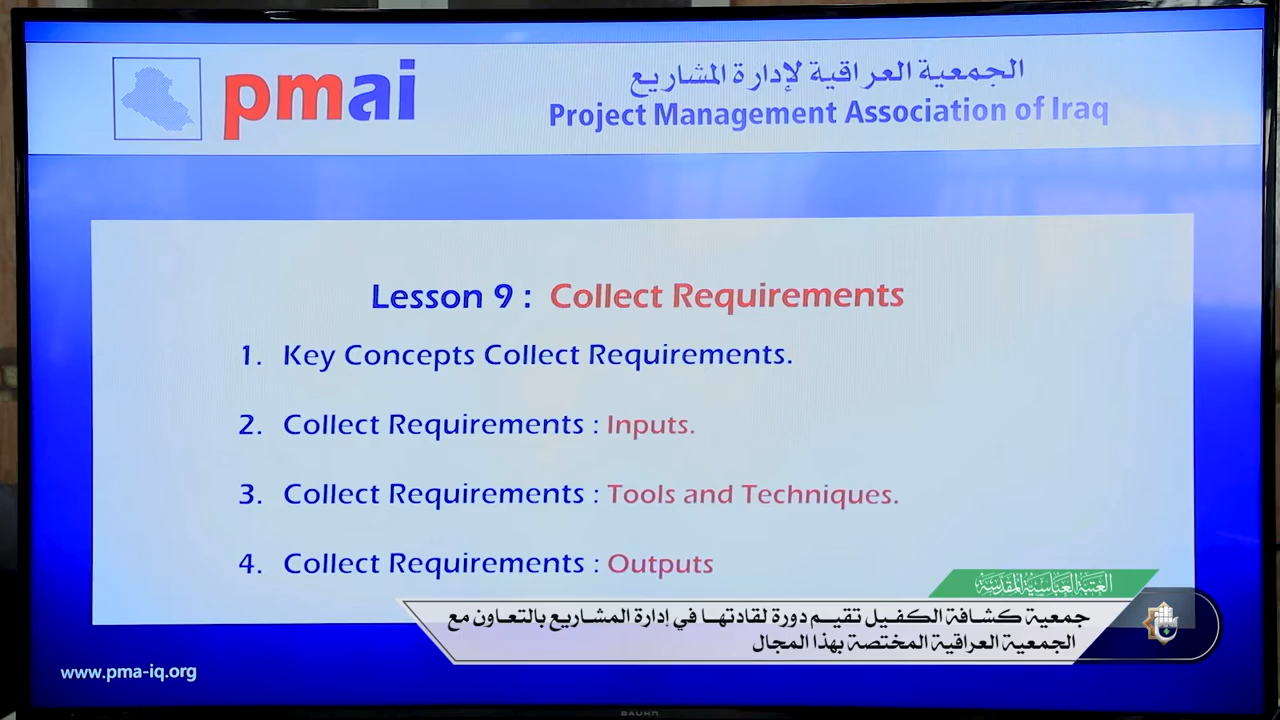 pmai
الجمعية العراقية لإدارة المشاريع
Project Management Association of Iraq
Lesson 9 : Collect Requirements
1. Key Concepts Collect Requirements.
2. Collect Requirements : Inputs.
3. Collect Requirements : Tools and Techniques.
4. Collect Requirements : Outputs
العتبة العباسية المقدسة
جمعية كشافة الكفيل تقيم دورة لقادتها في إدارة المشاريع بالتعاون مع
الجمعية العراقية المختصة بهذا المجال
www.pma-iq.org
BAUHN